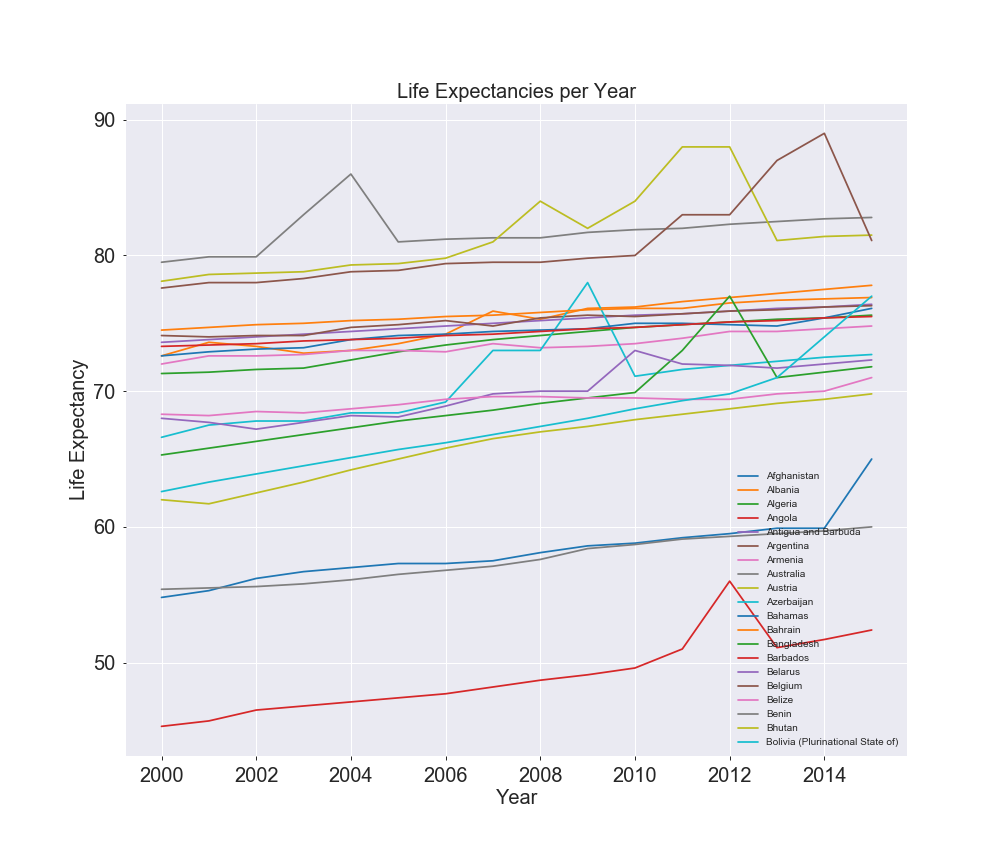 Life Expectancies per Year
90
80
70
60
50
Life Expectancy
Afghanistan
Albania
Algeria
Angola
Antigua and Barbuda
Argentina
Armenia
Australia
Austria
Azerbaijan
Bahamas
Bahrain
Bangladesh
Barbados
Belarus
Belgium
Belize
Benin
Bhutan
Bolivia (Plurinational State of)
2000 2002 2004 2006 2008 2010 2012 2014
Year